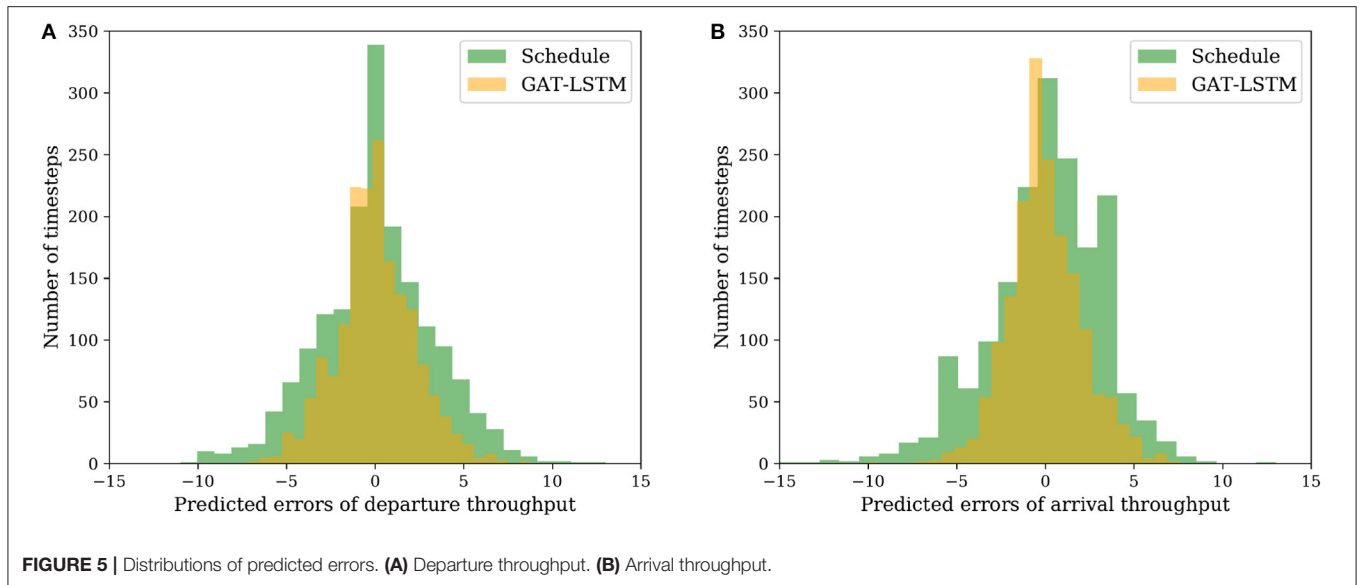 A
350
300
250
200
150
100
50
0
Number of timesteps
Schedule
GAT-LSTM
−15
−10
−5
0
5
10
15
Predicted errors of departure throughput
B
350
300
250
200
150
100
50
0
Number of timesteps
Schedule
GAT-LSTM
−15
−10
−5
0
5
10
15
Predicted errors of arrival throughput
FIGURE 5 | Distributions of predicted errors. (A) Departure throughput. (B) Arrival throughput.